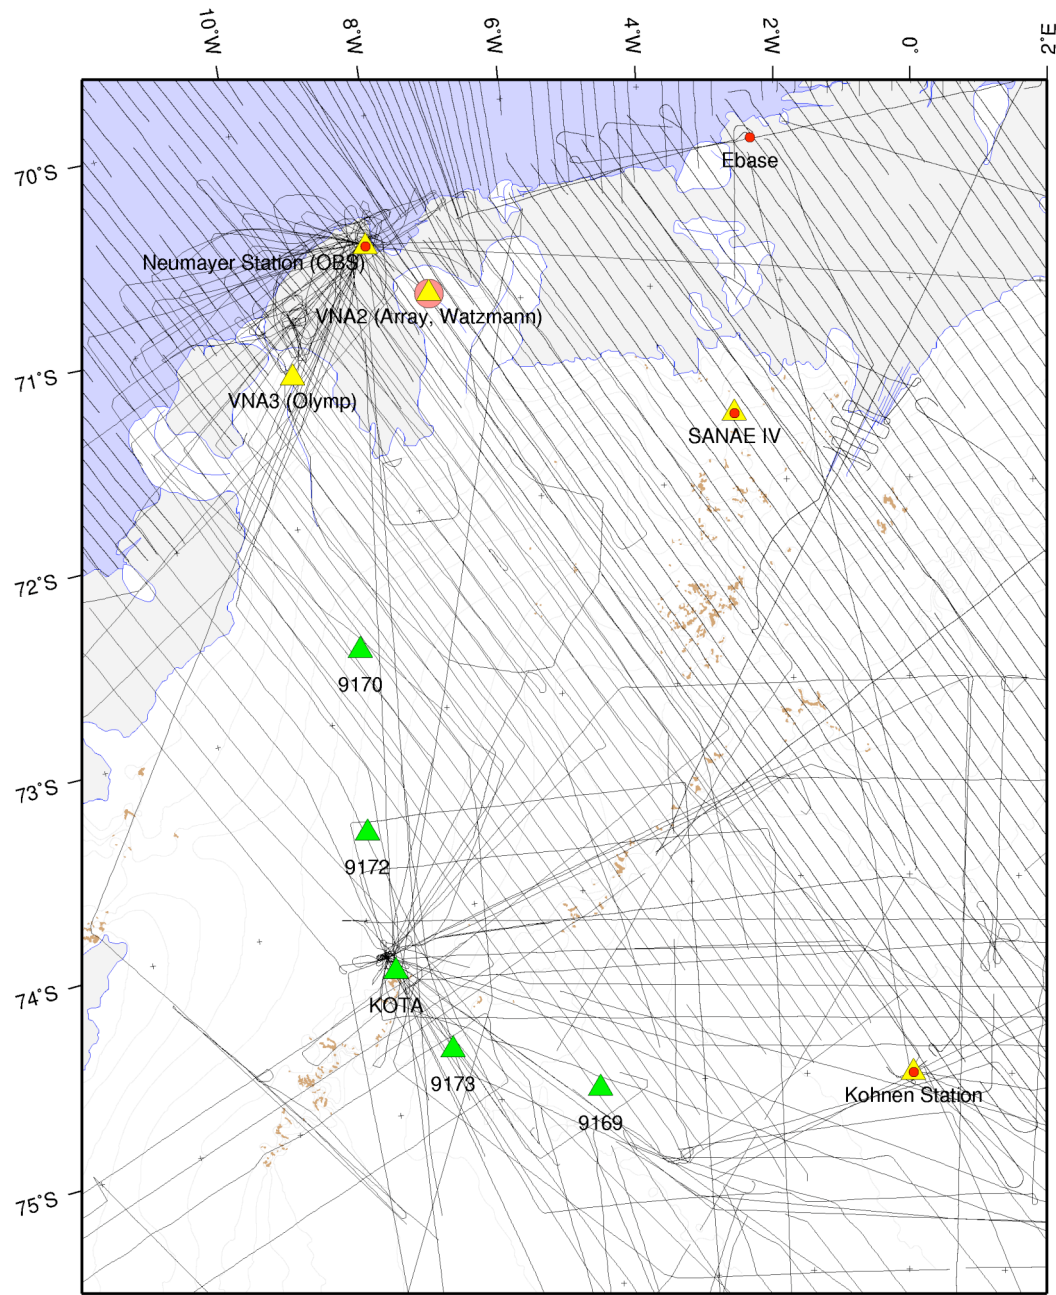 10°W
8°W
6°W
4°W
2°W
0°
2°E
70°S
Ebase
Neumayer Station (OBS)
VNA2 (Array, Watzmann)
71°S
VNA3 (Olymp)
SANAE IV
72°S
9170
73°S
9172
74°S
KOTA
9173
Kohnen Station
9169
75°S